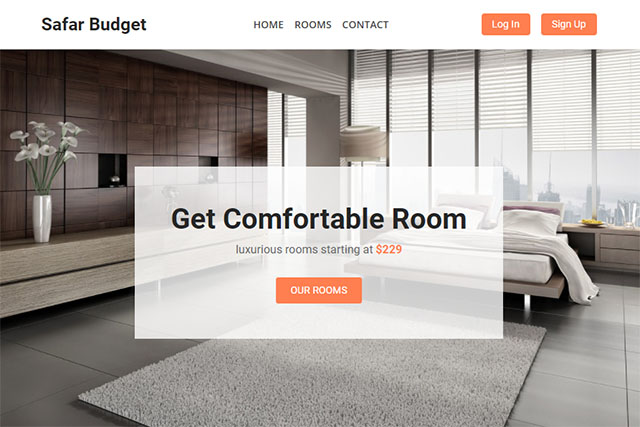 Safar Budget
HOME ROOMS CONTACT
Log In
Sign Up
Get Comfortable Room
luxurious rooms starting at $229
OUR ROOMS